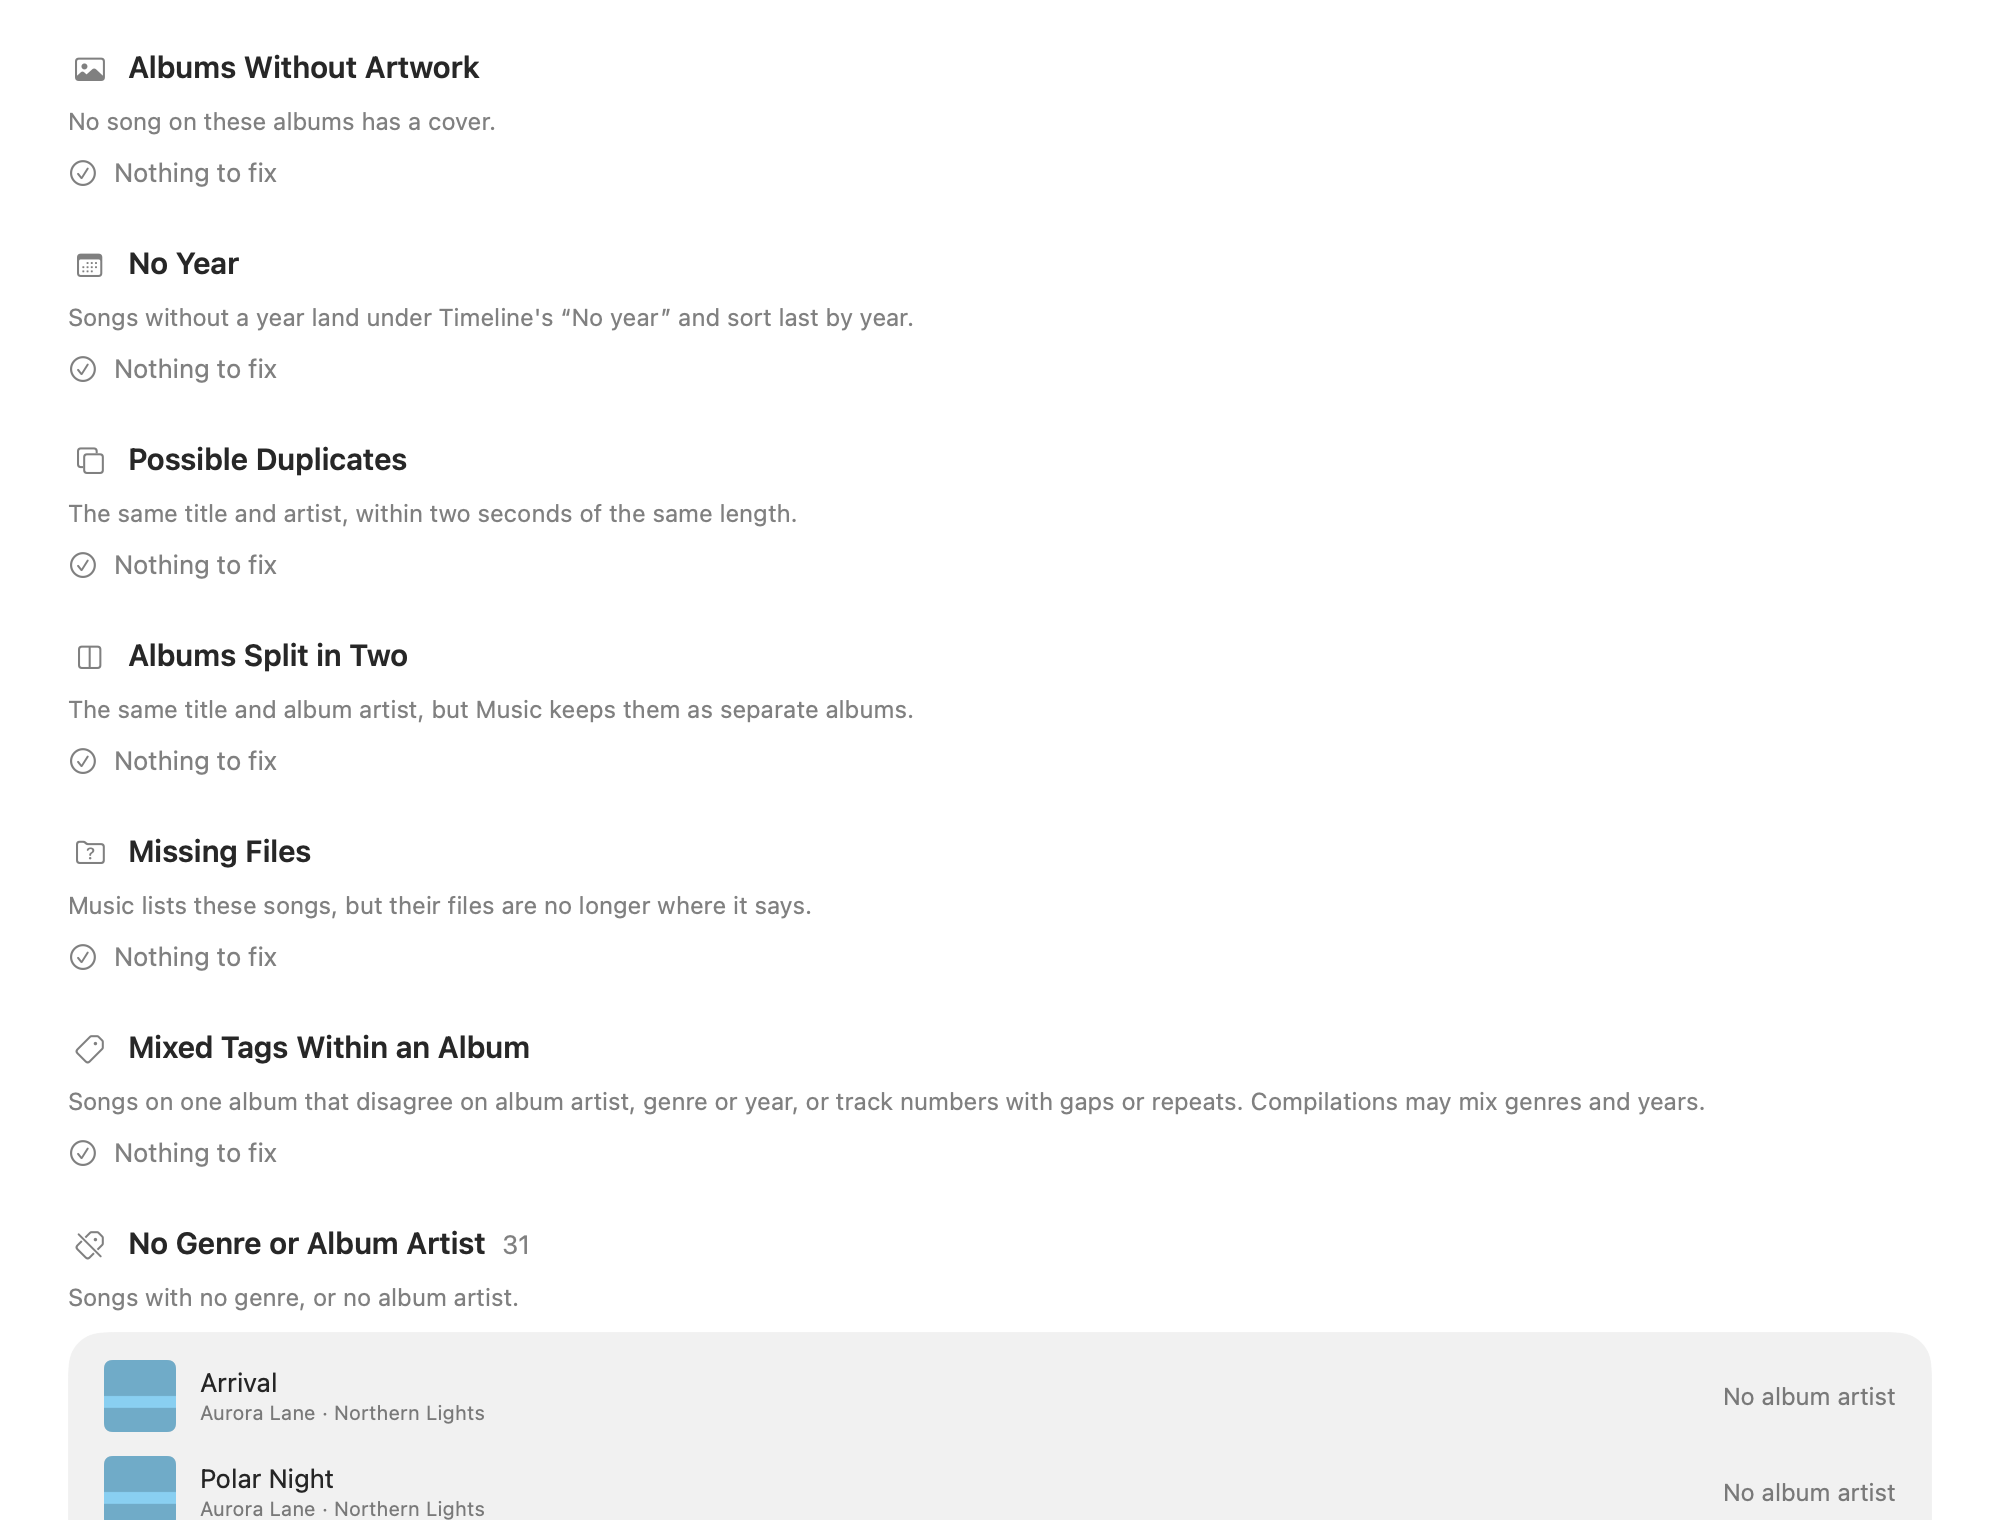 Albums Without Artwork
No song on these albums has a cover.
Nothing to fix
No Year
Songs without a year land under Timeline's “No year” and sort last by year.
Nothing to fix
Possible Duplicates
The same title and artist, within two seconds of the same length.
Nothing to fix
Albums Split in Two
The same title and album artist, but Music keeps them as separate albums.
Nothing to fix
Missing Files
Music lists these songs, but their files are no longer where it says.
Nothing to fix
Mixed Tags Within an Album
Songs on one album that disagree on album artist, genre or year, or track numbers with gaps or repeats. Compilations may mix genres and years.
Nothing to fix
No Genre or Album Artist 31
Songs with no genre, or no album artist.
Arrival
Aurora Lane · Northern Lights
No album artist
Polar Night
Aurora Lane · Northern Lights
No album artist